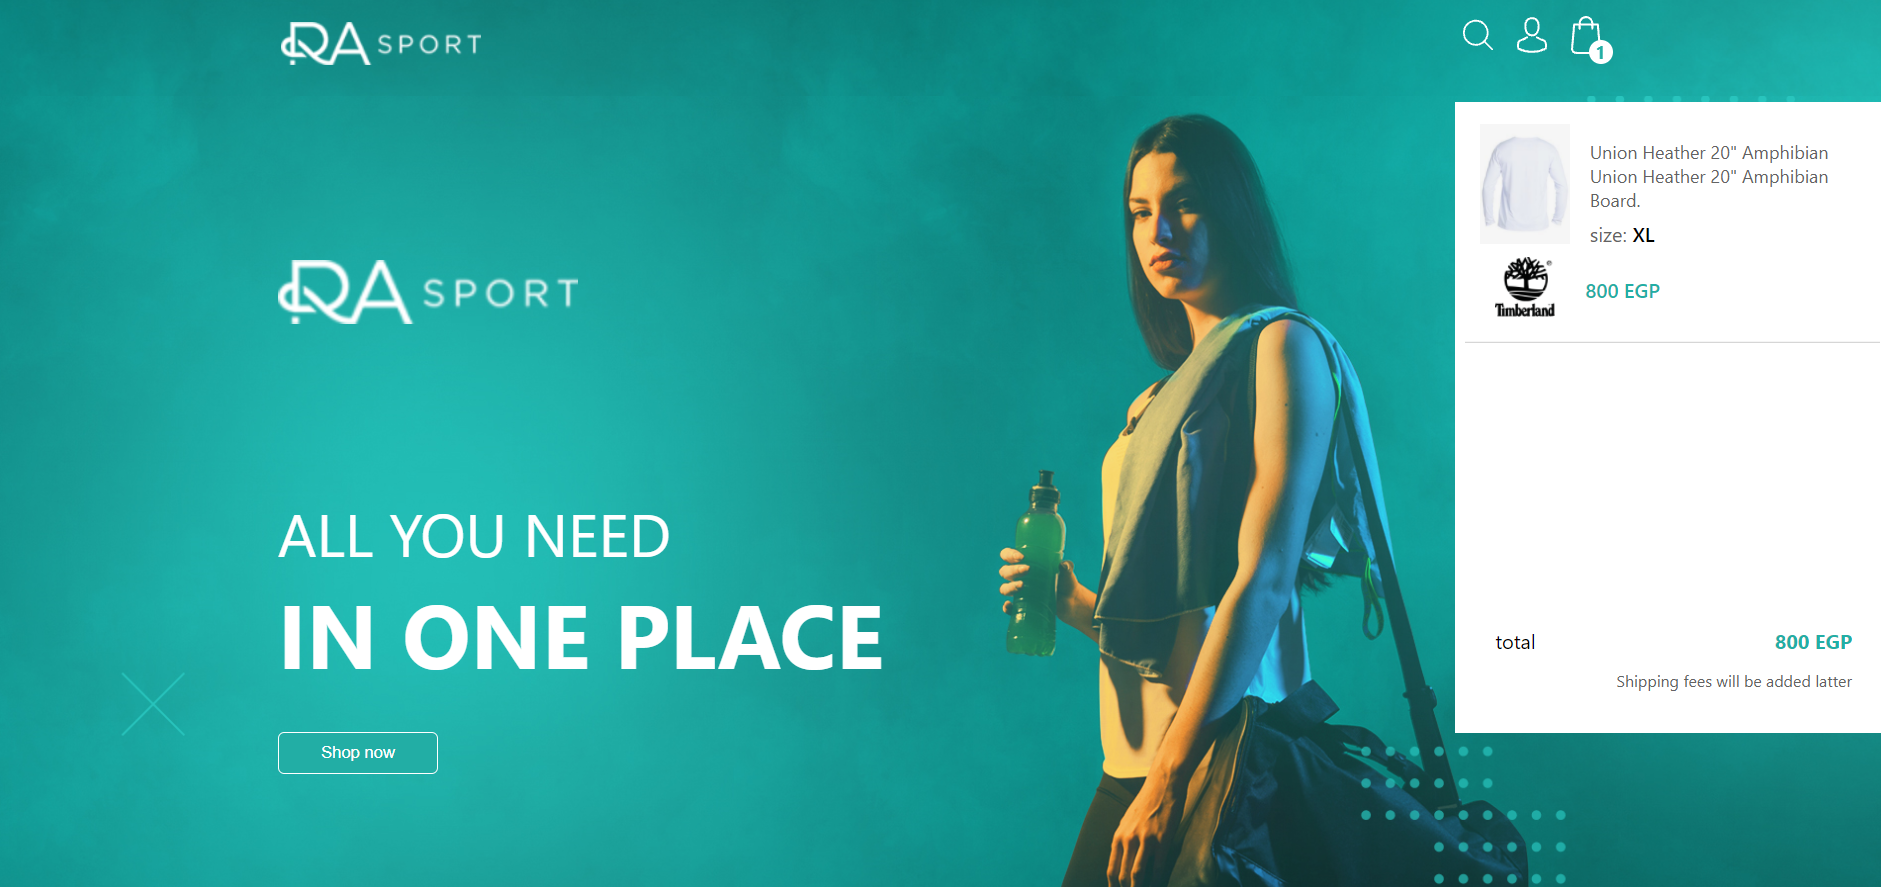 RA SPORT
1
Union Heather 20" Amphibian
Union Heather 20" Amphibian
Board.
size: XL
Timberland®
800 EGP
RA SPORT
ALL YOU NEED
IN ONE PLACE
Shop now
total 800 EGP
Shipping fees will be added latter